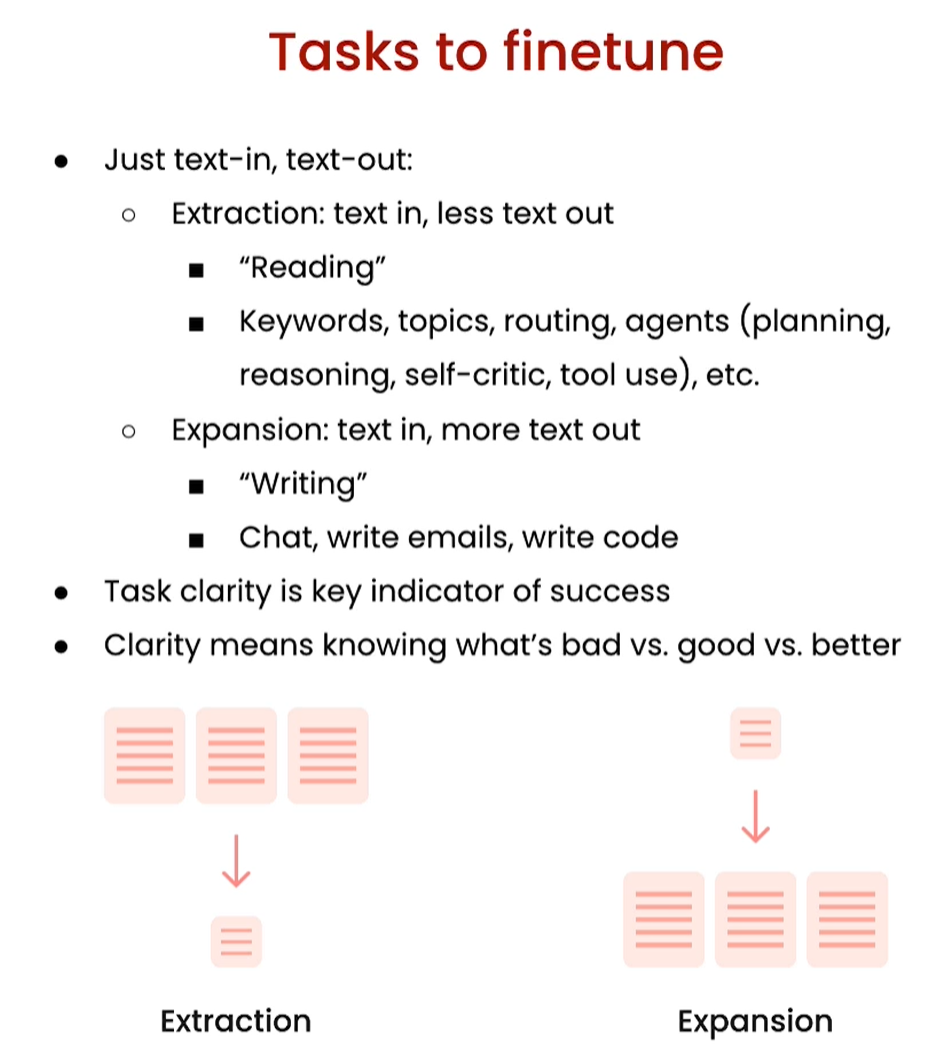 Tasks to finetune
● Just text-in, text-out:
○ Extraction: text in, less text out
■ “Reading”
■ Keywords, topics, routing, agents (planning,
reasoning, self-critic, tool use), etc.
○ Expansion: text in, more text out
■ “Writing”
■ Chat, write emails, write code
● Task clarity is key indicator of success
● Clarity means knowing what’s bad vs. good vs. better
Extraction
Expansion